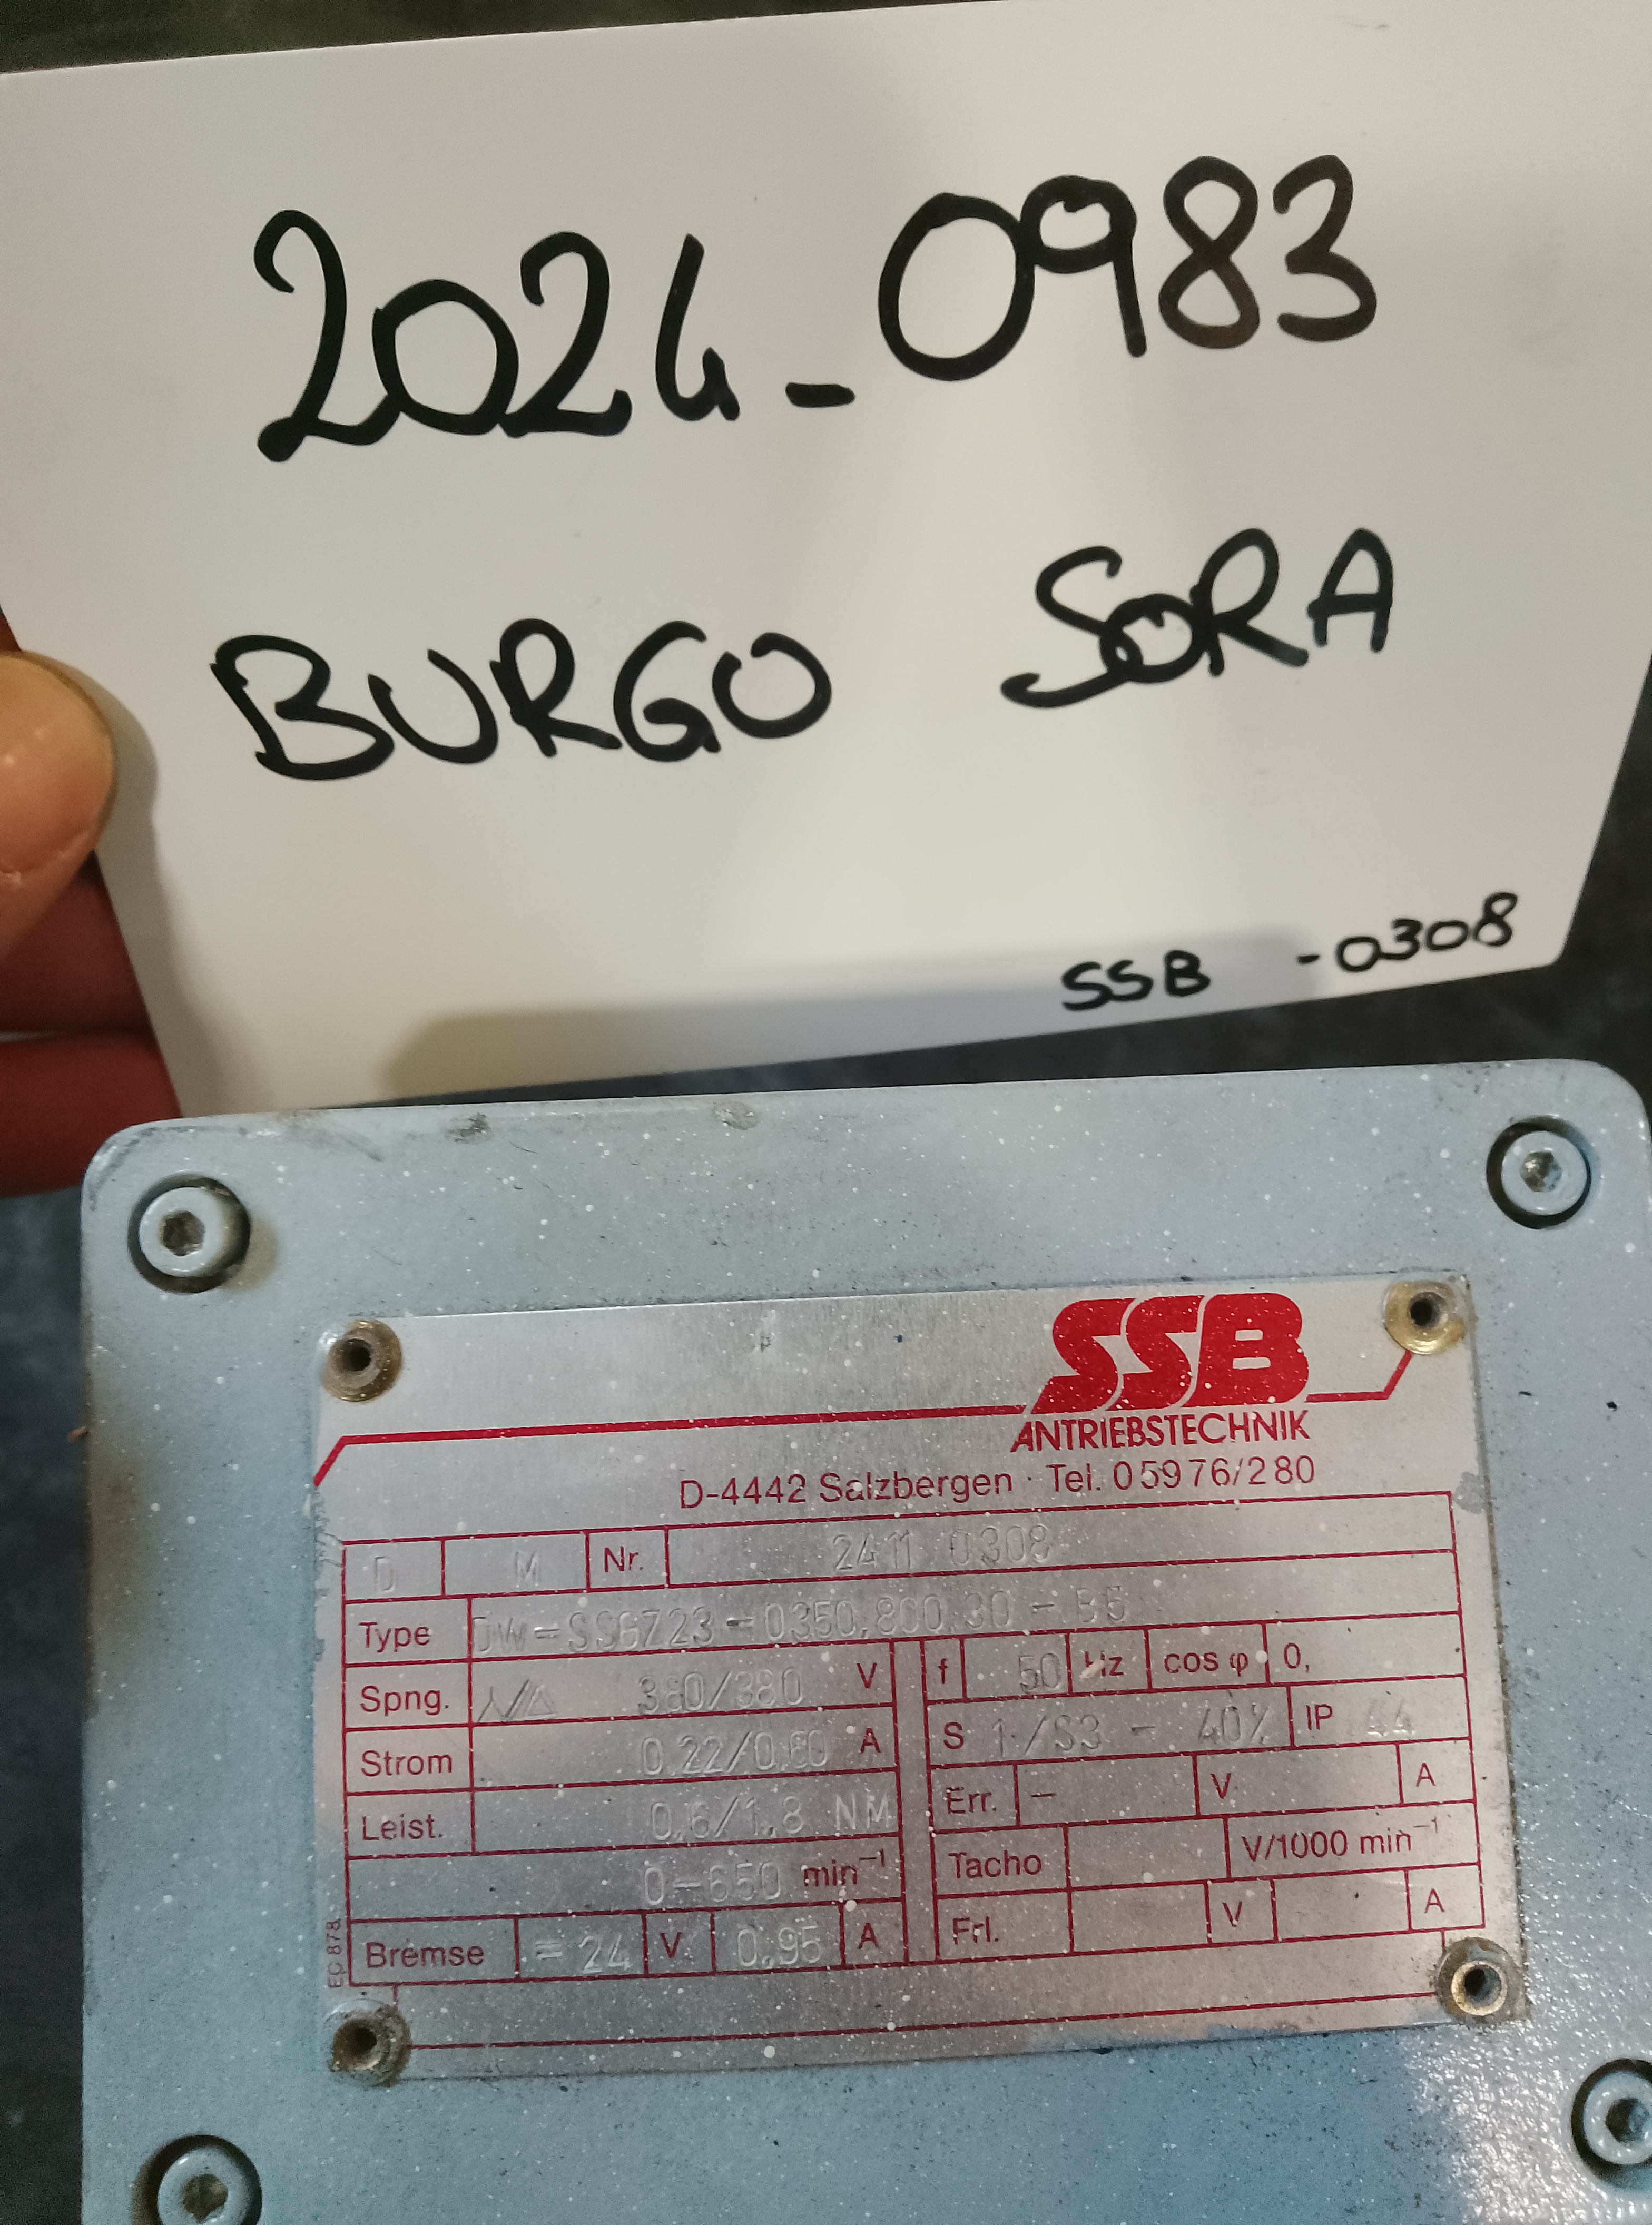 2024-0983
BURGO SORA
SSB -0308
SSB
ANTRIEBSTECHNIK
D-4442 Salzbergen · Tel. 05976/280
D M Nr. 2411 0308
Type DW-SS6Z23-0350.800.30-B5
Spng. 380/380 V f 50 Hz cos φ 0,
Strom 0.22/0.60 A S 1/S3 - 40% IP 44
Leist. 0.6/1.8 NM Err. — V A
0-650 min⁻¹ Tacho V/1000 min⁻¹
Bremse = 24 V 0.95 A Frl. V A
EC 878